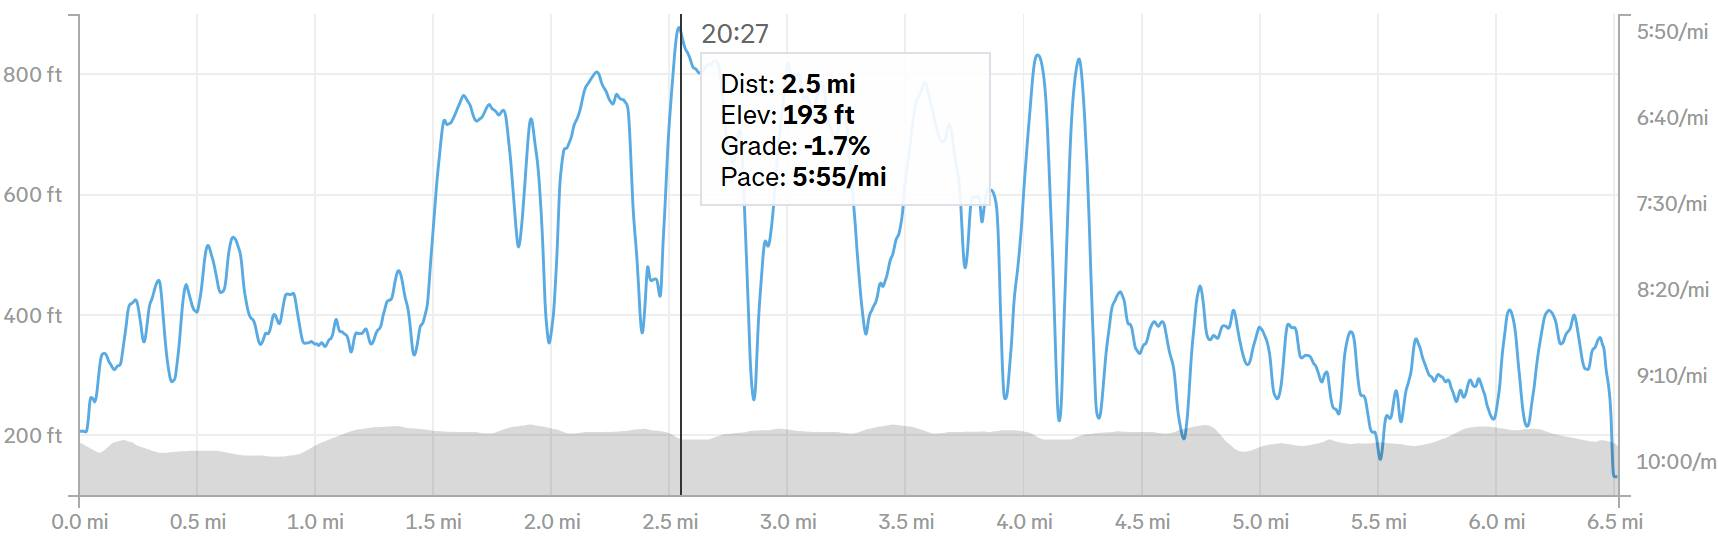 20:27
Dist: 2.5 mi
Elev: 193 ft
Grade: -1.7%
Pace: 5:55/mi
800 ft
600 ft
400 ft
200 ft
5:50/mi
6:40/mi
7:30/mi
8:20/mi
9:10/mi
10:00/m
0.0 mi 0.5 mi 1.0 mi 1.5 mi 2.0 mi 2.5 mi 3.0 mi 3.5 mi 4.0 mi 4.5 mi 5.0 mi 5.5 mi 6.0 mi 6.5 mi